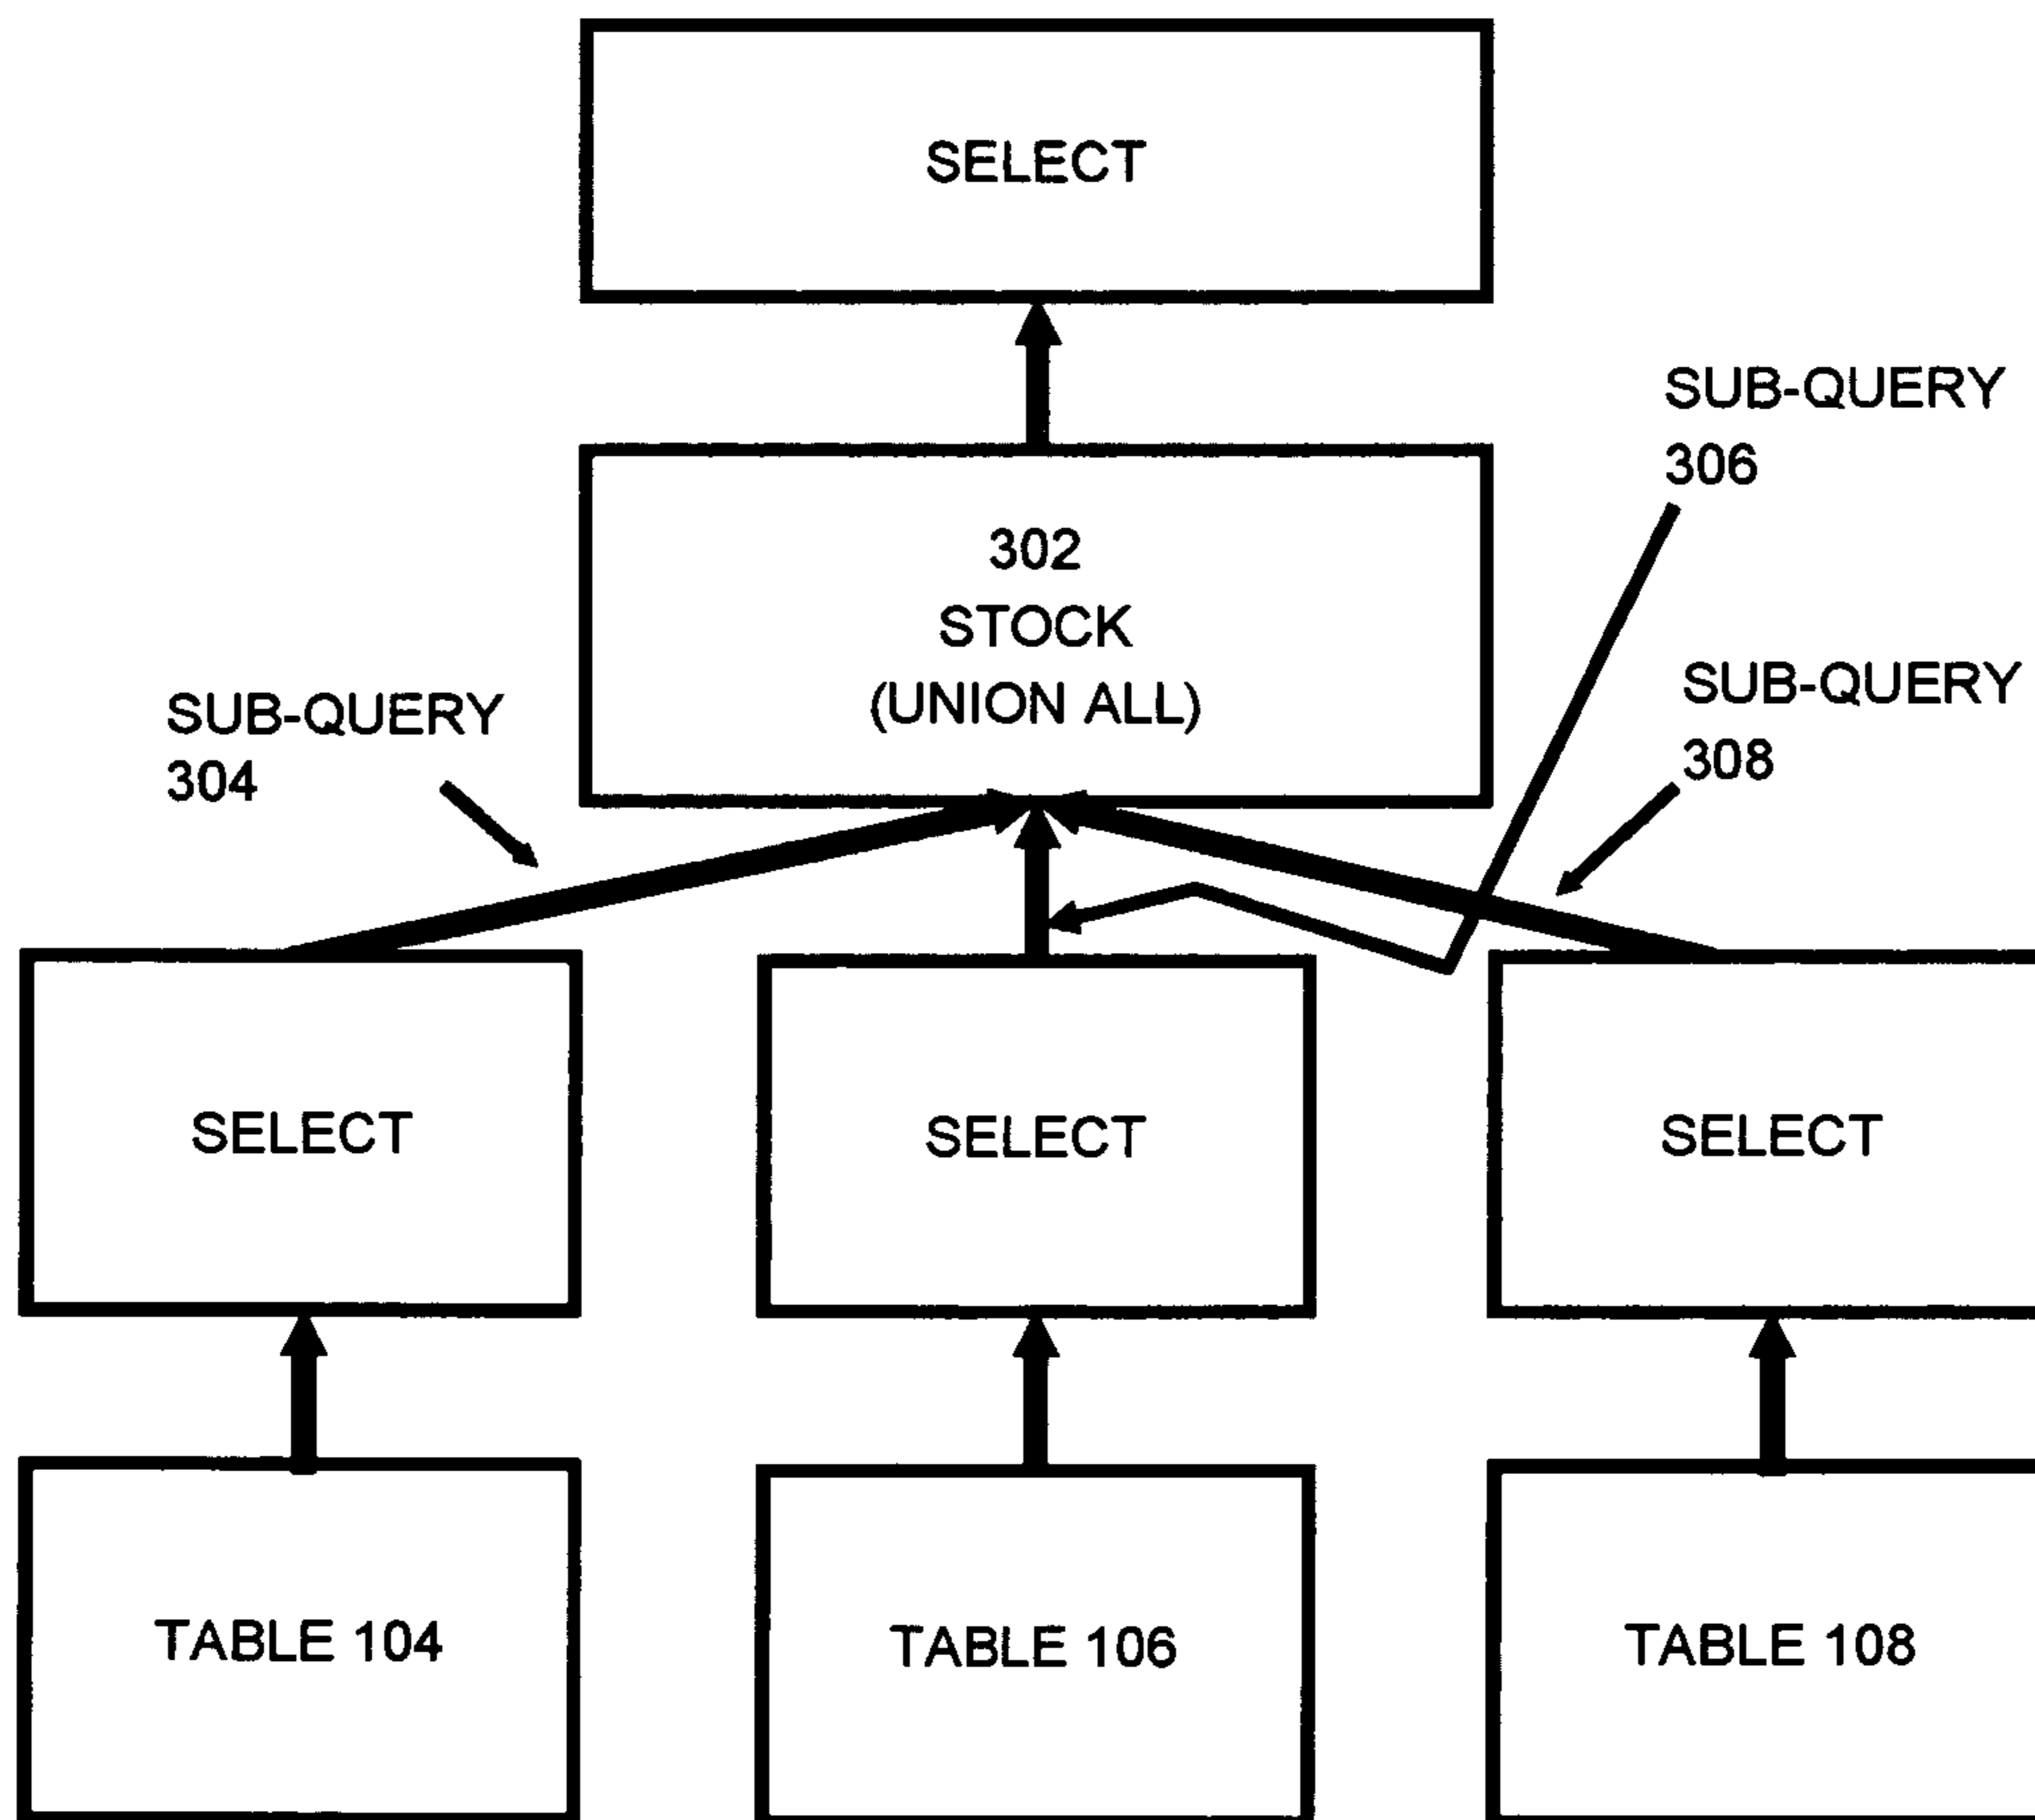 SELECT
SUB-QUERY
306
302
STOCK
(UNION ALL)
SUB-QUERY
304
SUB-QUERY
308
SELECT
SELECT
SELECT
TABLE 104
TABLE 106
TABLE 108